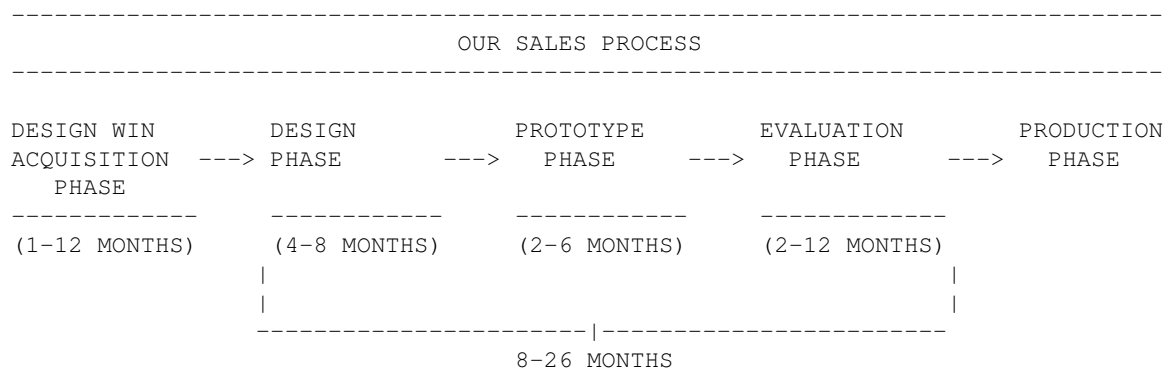 OUR SALES PROCESS
DESIGN WIN DESIGN PROTOTYPE EVALUATION PRODUCTION
ACQUISITION ---> PHASE ---> PHASE ---> PHASE ---> PHASE
PHASE
(1-12 MONTHS) (4-8 MONTHS) (2-6 MONTHS) (2-12 MONTHS)
8-26 MONTHS